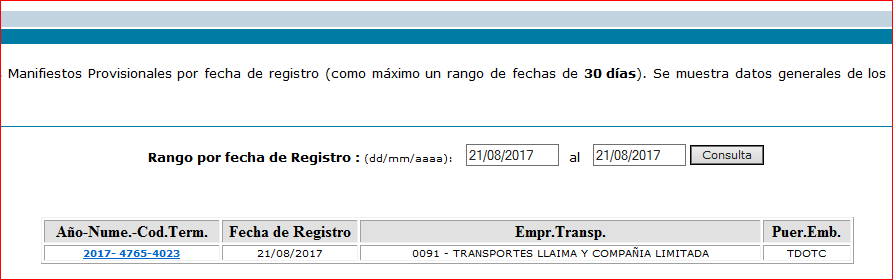 Manifiestos Provisionales por fecha de registro (como máximo un rango de fechas de 30 días). Se muestra datos generales de los
Rango por fecha de Registro : (dd/mm/aaaa): 21/08/2017 al 21/08/2017 Consulta
Año-Nume.-Cod.Term. Fecha de Registro Empr.Transp. Puer.Emb.
2017- 4765-4023 21/08/2017 0091 - TRANSPORTES LLAIMA Y COMPAÑIA LIMITADA TDOTC